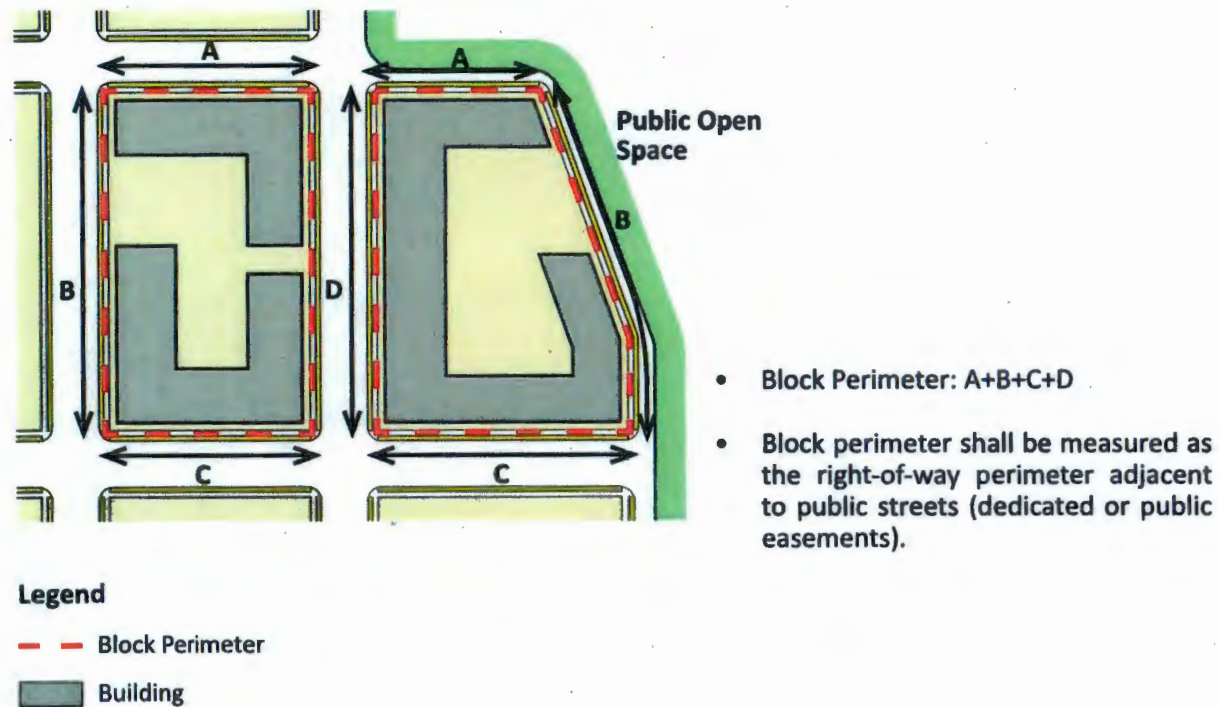 A
A
Public Open
Space
B
B
D
C
C
• Block Perimeter: A+B+C+D
• Block perimeter shall be measured as
the right-of-way perimeter adjacent
to public streets (dedicated or public
easements).
Legend
Block Perimeter
Building